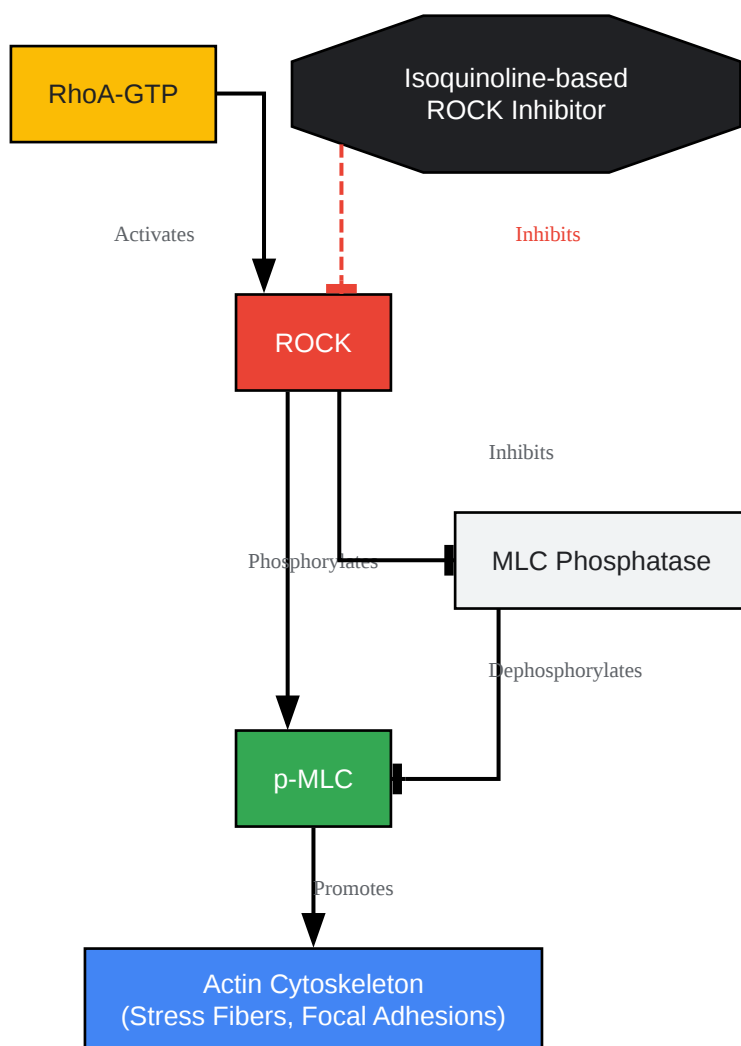 RhoA-GTP
Isoquinoline-based
ROCK Inhibitor
Activates
Inhibits
ROCK
Inhibits
Phosphorylates
MLC Phosphatase
Dephosphorylates
p-MLC
Promotes
Actin Cytoskeleton
(Stress Fibers, Focal Adhesions)